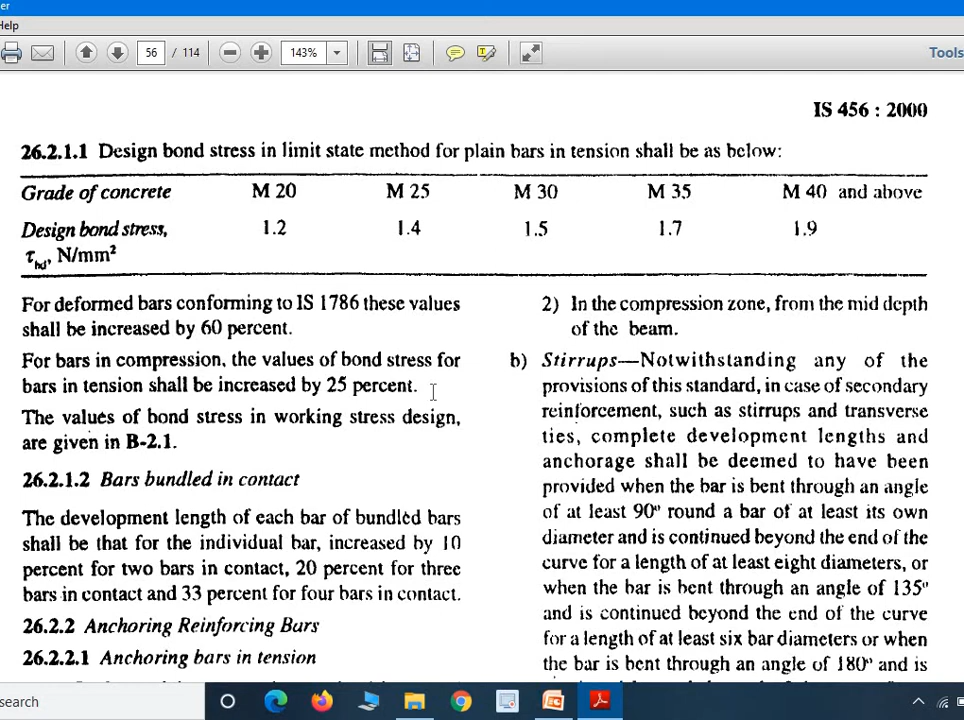 er
Help
56 / 114
143%
Tools
IS 456 : 2000
26.2.1.1 Design bond stress in limit state method for plain bars in tension shall be as below:
Grade of concrete M 20 M 25 M 30 M 35 M 40 and above
Design bond stress, 1.2 1.4 1.5 1.7 1.9
τbd, N/mm²
For deformed bars conforming to IS 1786 these values
shall be increased by 60 percent.
For bars in compression, the values of bond stress for
bars in tension shall be increased by 25 percent.
The values of bond stress in working stress design,
are given in B-2.1.
26.2.1.2 Bars bundled in contact
The development length of each bar of bundled bars
shall be that for the individual bar, increased by 10
percent for two bars in contact, 20 percent for three
bars in contact and 33 percent for four bars in contact.
26.2.2 Anchoring Reinforcing Bars
26.2.2.1 Anchoring bars in tension
2) In the compression zone, from the mid depth
of the beam.
b) Stirrups—Notwithstanding any of the
provisions of this standard, in case of secondary
reinforcement, such as stirrups and transverse
ties, complete development lengths and
anchorage shall be deemed to have been
provided when the bar is bent through an angle
of at least 90° round a bar of at least its own
diameter and is continued beyond the end of the
curve for a length of at least eight diameters, or
when the bar is bent through an angle of 135°
and is continued beyond the end of the curve
for a length of at least six bar diameters or when
the bar is bent through an angle of 180° and is
search